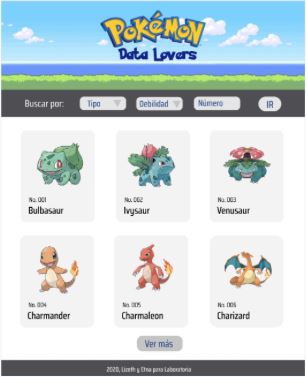 Pokémon
Data Lovers
Buscar por: Tipo Debilidad Número IR
No. 001 No. 002 No. 003
Bulbasaur Ivysaur Venusaur
No. 004 No. 005 No. 006
Charmander Charmaleon Charizard
Ver más
2020, Lizeth y Etna para Laboratoria